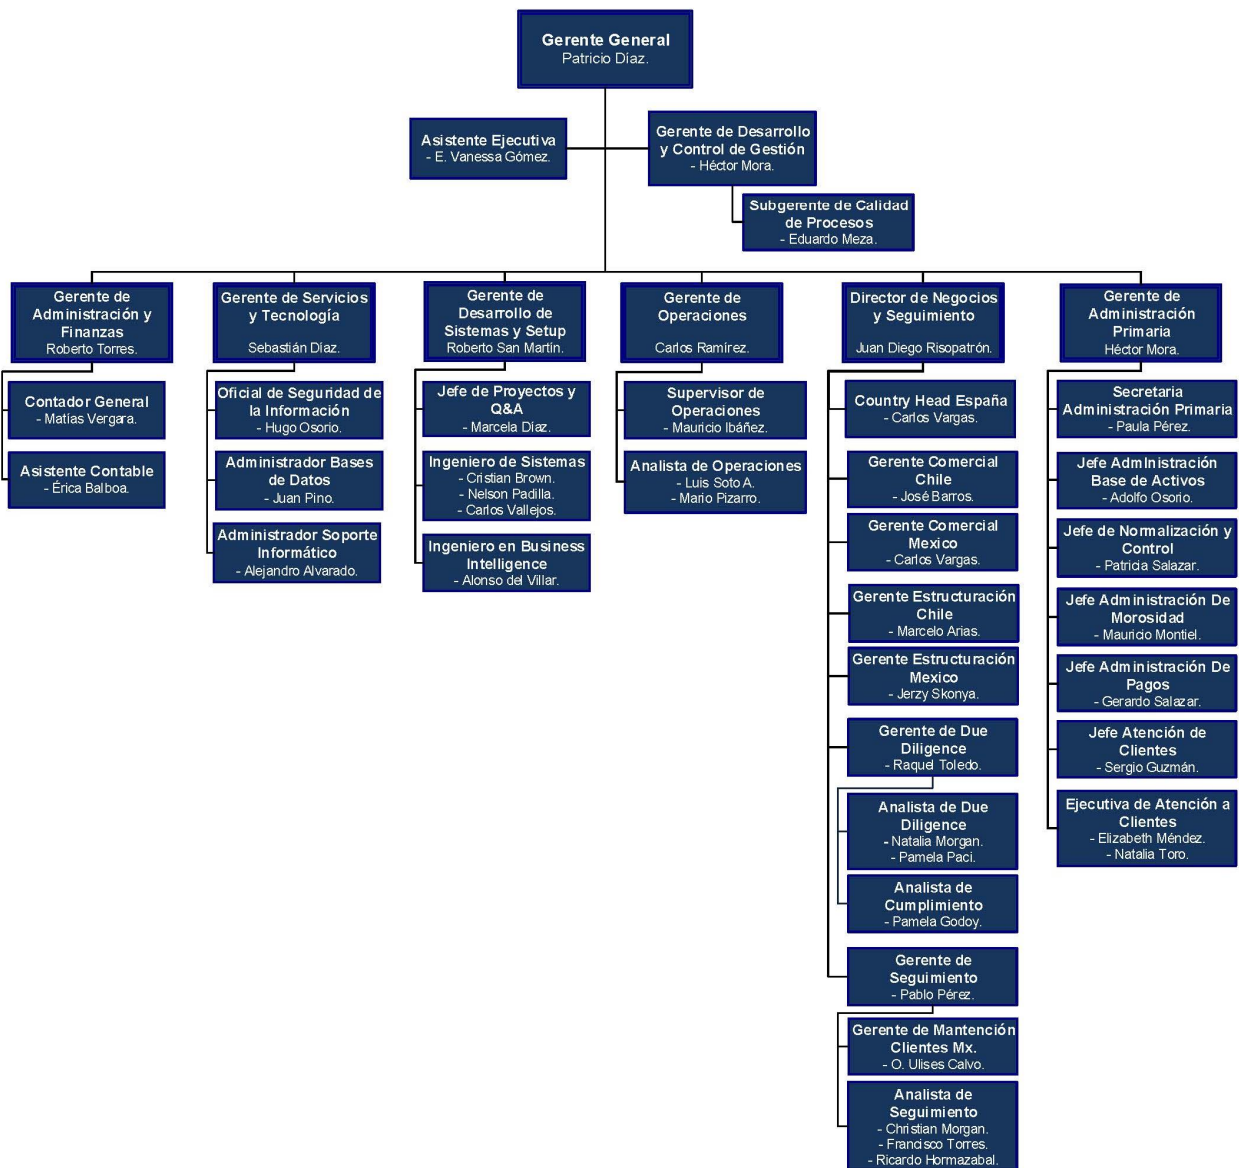 Gerente General
Patricio Díaz.
Asistente Ejecutiva
- E. Vanessa Gómez.
Gerente de Desarrollo
y Control de Gestión
- Héctor Mora.
Subgerente de Calidad
de Procesos
- Eduardo Meza.
Gerente de
Administración y
Finanzas
Roberto Torres.
Contador General
- Matías Vergara.
Asistente Contable
- Érica Balboa.
Gerente de Servicios
y Tecnología
Sebastián Díaz.
Oficial de Seguridad de
la Información
- Hugo Osorio.
Administrador Bases
de Datos
- Juan Pino.
Administrador Soporte
Informático
- Alejandro Alvarado.
Gerente de
Desarrollo de
Sistemas y Setup
Roberto San Martín.
Jefe de Proyectos y
Q&A
- Marcela Díaz.
Ingeniero de Sistemas
- Cristian Brown.
- Nelson Padilla.
- Carlos Vallejos.
Ingeniero en Business
Intelligence
- Alonso del Villar.
Gerente de
Operaciones
Carlos Ramírez.
Supervisor de
Operaciones
- Mauricio Ibáñez.
Analista de Operaciones
- Luis Soto A.
- Mario Pizarro.
Director de Negocios
y Seguimiento
Juan Diego Risopatrón.
Country Head España
- Carlos Vargas.
Gerente Comercial
Chile
- José Barros.
Gerente Comercial
Mexico
- Carlos Vargas.
Gerente Estructuración
Chile
- Marcelo Arias.
Gerente Estructuración
Mexico
- Jerzy Skonya.
Gerente de Due
Diligence
- Raquel Toledo.
Analista de Due
Diligence
- Natalia Morgan.
- Pamela Paci.
Analista de
Cumplimiento
- Pamela Godoy.
Gerente de
Seguimiento
- Pablo Pérez.
Gerente de Mantención
Clientes Mx.
- O. Ulises Calvo.
Analista de
Seguimiento
- Christian Morgan.
- Francisco Torres.
- Ricardo Hormazabal.
Gerente de
Administración
Primaria
Héctor Mora.
Secretaria
Administración Primaria
- Paula Pérez.
Jefe AdmInistración
Base de Activos
- Adolfo Osorio.
Jefe de Normalización y
Control
- Patricia Salazar.
Jefe Administración De
Morosidad
- Mauricio Montiel.
Jefe Administración De
Pagos
- Gerardo Salazar.
Jefe Atención de
Clientes
- Sergio Guzmán.
Ejecutiva de Atención a
Clientes
- Elizabeth Méndez.
- Natalia Toro.